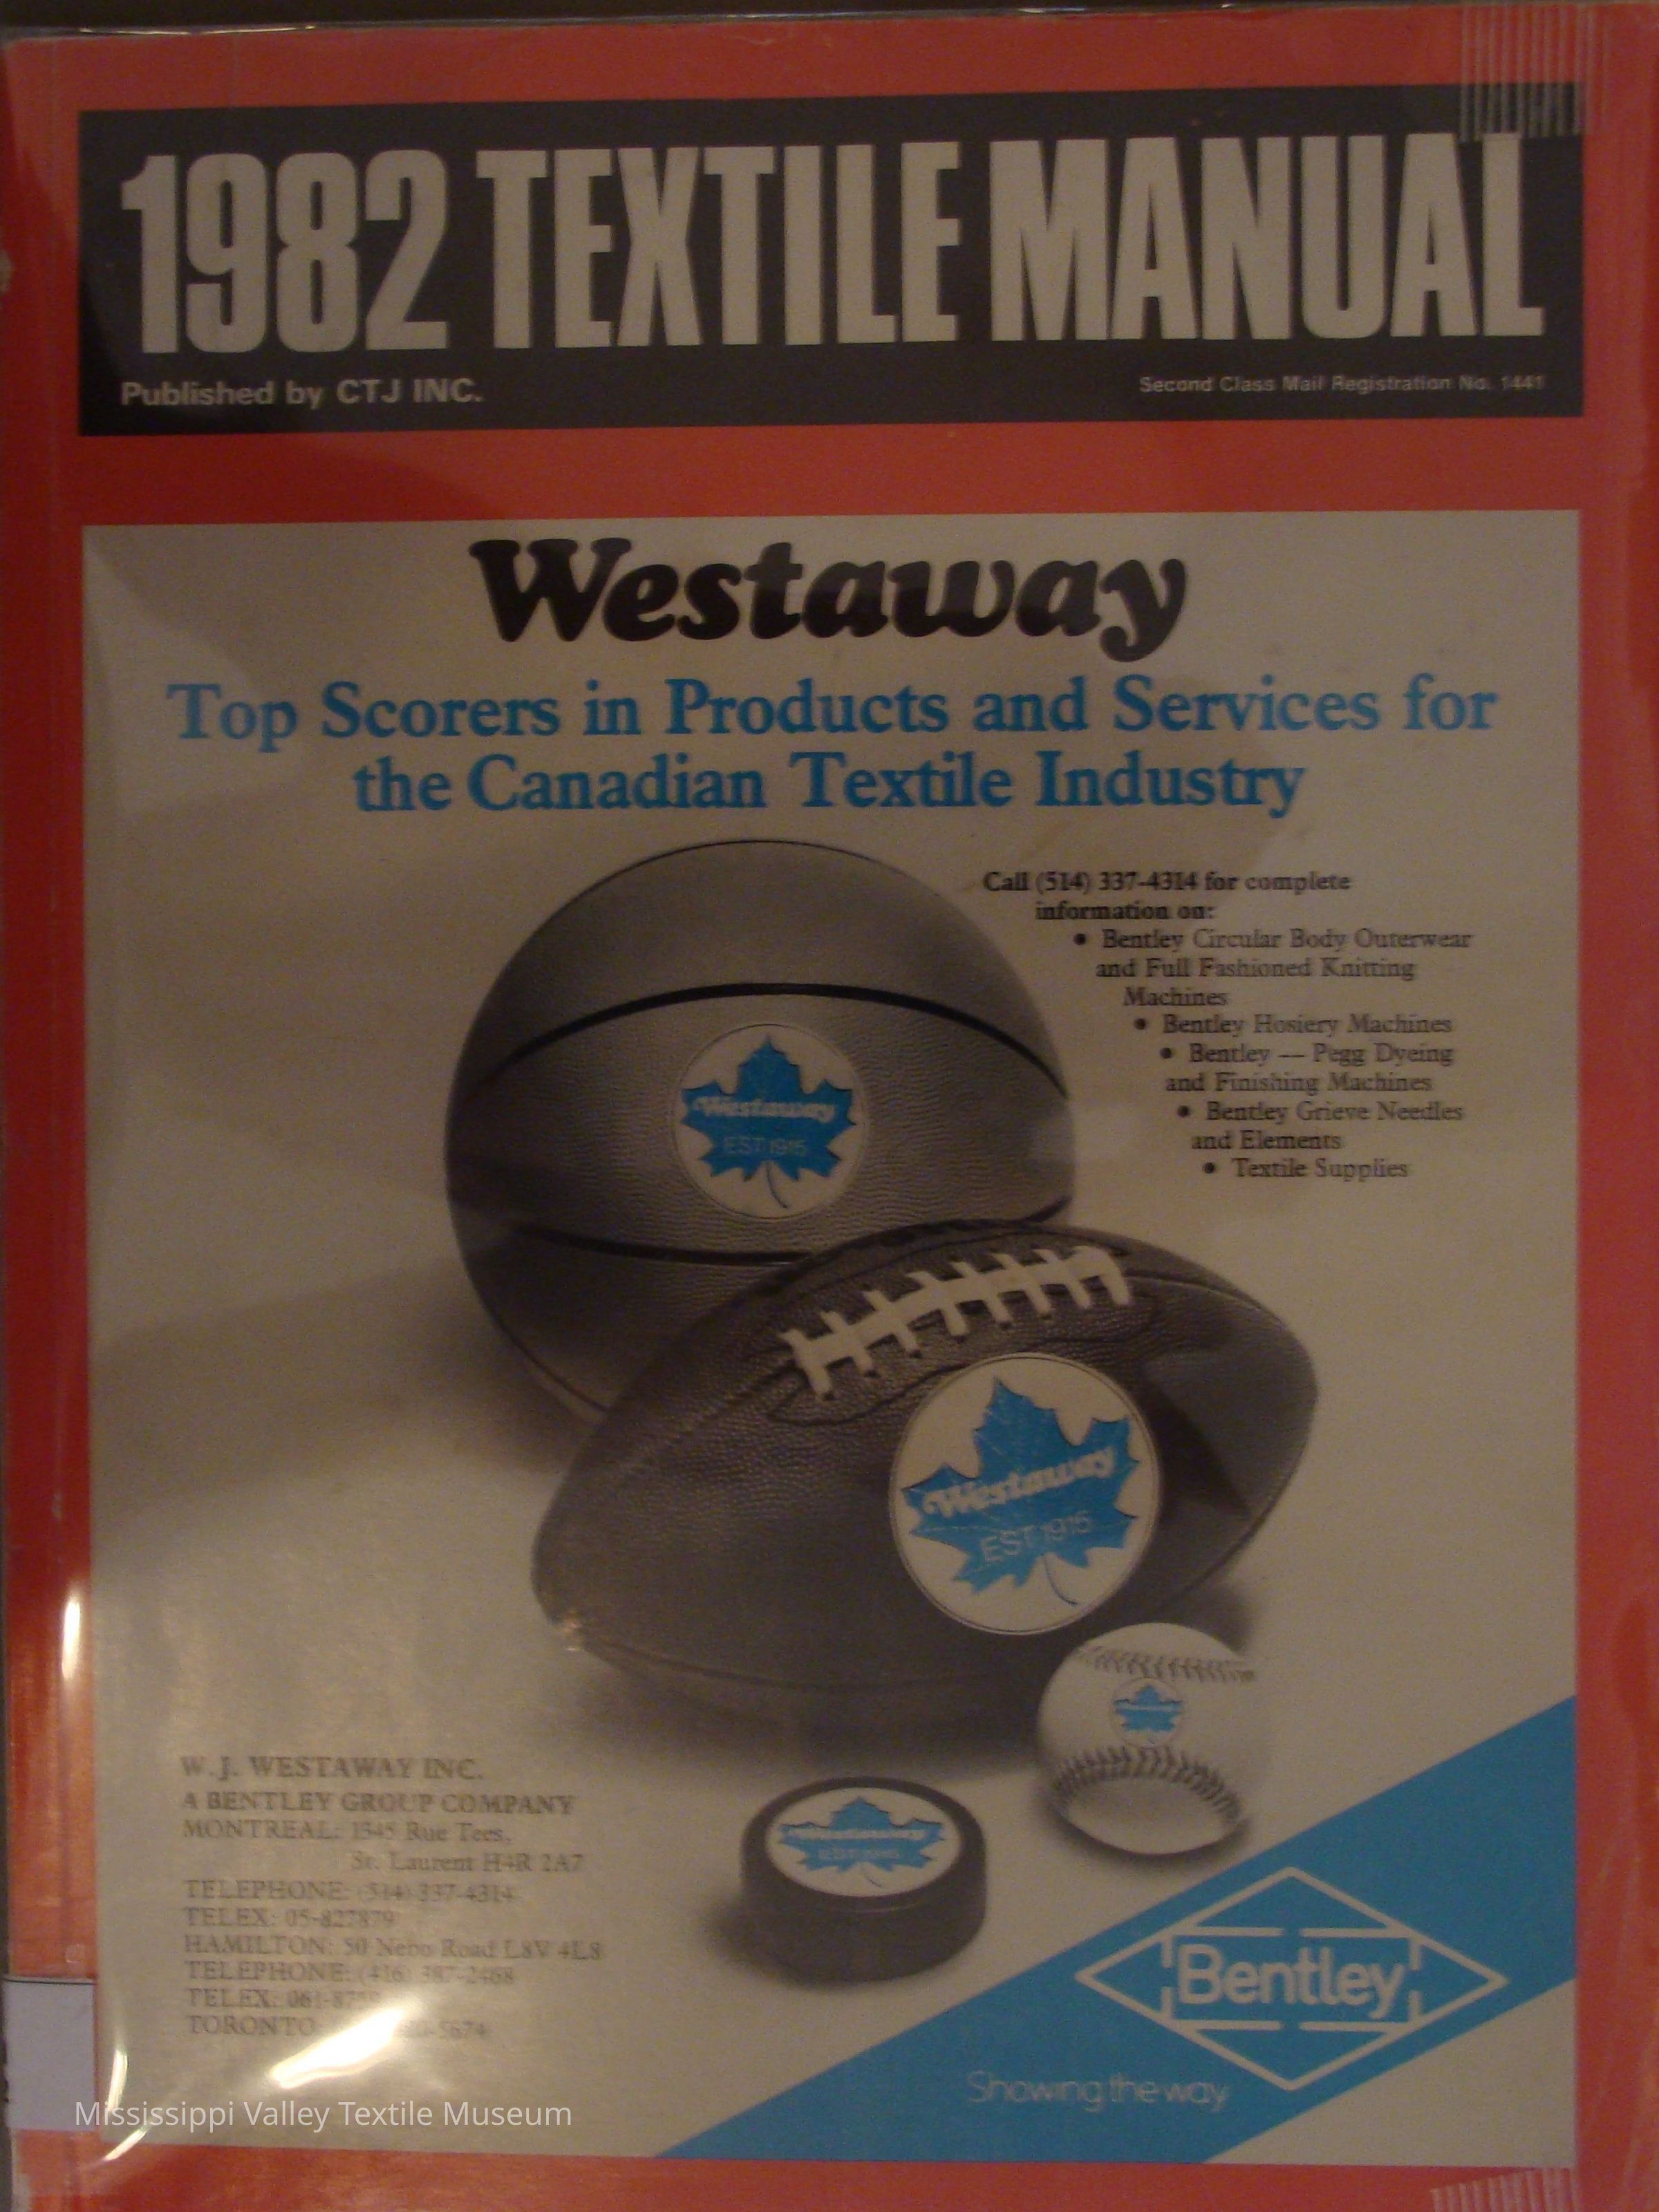 1982 TEXTILE MANUAL
Published by CTJ INC.
Second Class Mail Registration No. 1441
Westaway
Top Scorers in Products and Services for
the Canadian Textile Industry
Call (514) 337-4314 for complete
information on:
• Bentley Circular Body Outerwear
and Full Fashioned Knitting
Machines
• Bentley Hosiery Machines
• Bentley — Pegg Dyeing
and Finishing Machines
• Bentley Grieve Needles
and Elements
• Textile Supplies
Westaway
EST 1915
Westaway
EST 1915
Westaway
W. J. WESTAWAY INC.
A BENTLEY GROUP COMPANY
MONTREAL: 1345 Rue Tees,
St. Laurent H4R 2A7
TELEPHONE: (514) 337-4314
TELEX: 05-827879
HAMILTON: 50 Nebo Road L8V 4L8
TELEPHONE: (416) 387-2468
TELEX:
TORONTO
Bentley
Showing the way
Mississippi Valley Textile Museum